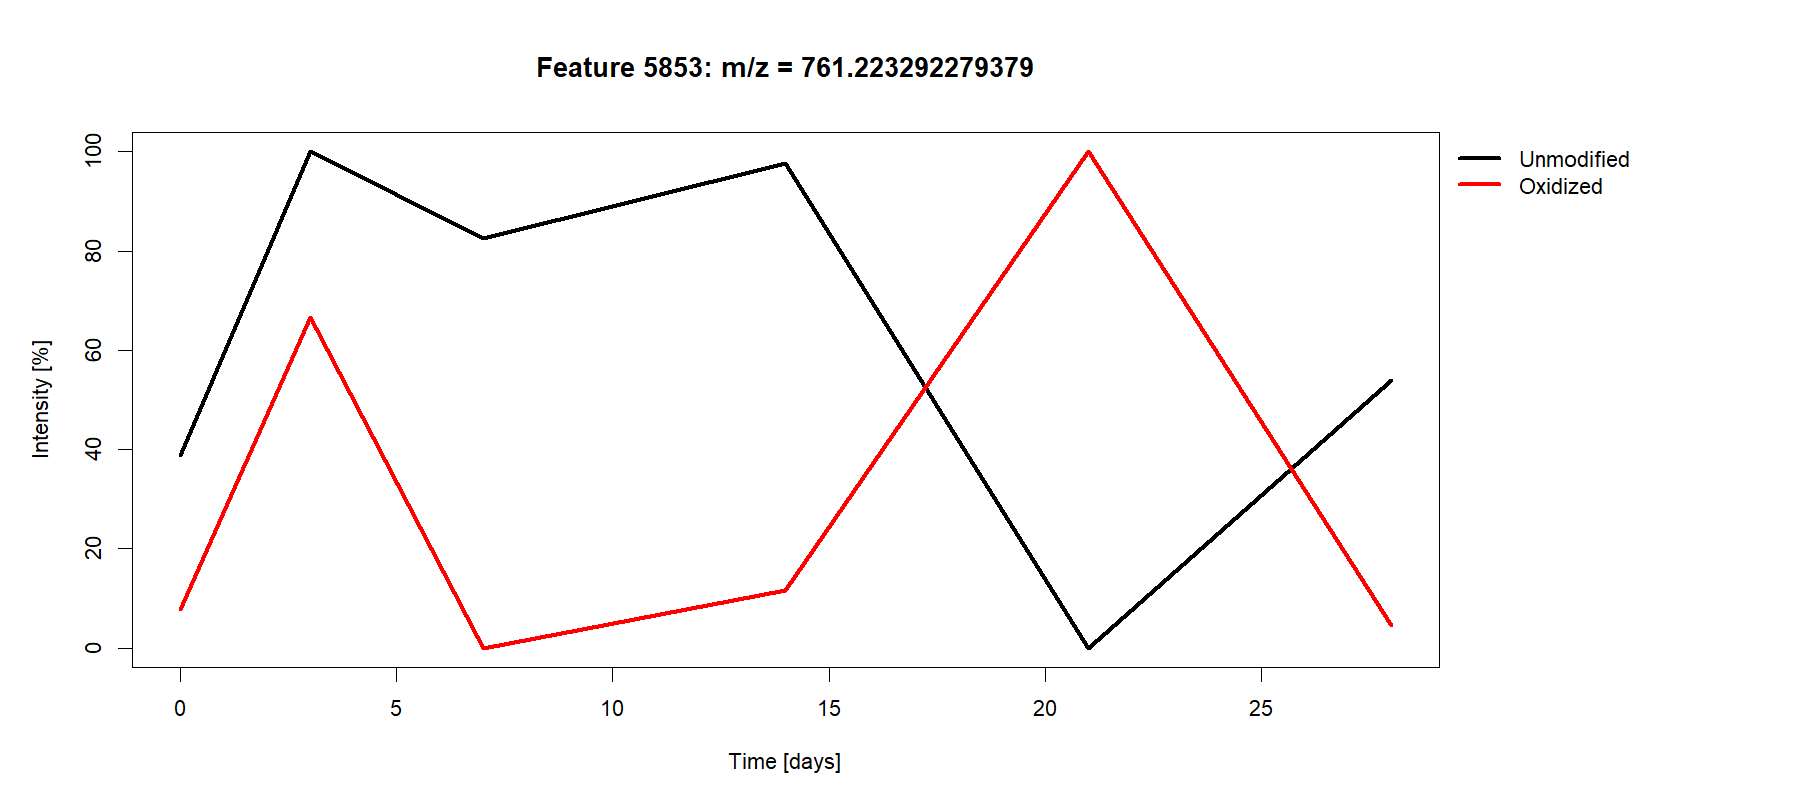 Feature 5853: m/z = 761.223292279379
Unmodified
Oxidized
Intensity [%]
100
80
60
40
20
0
0 5 10 15 20 25
Time [days]